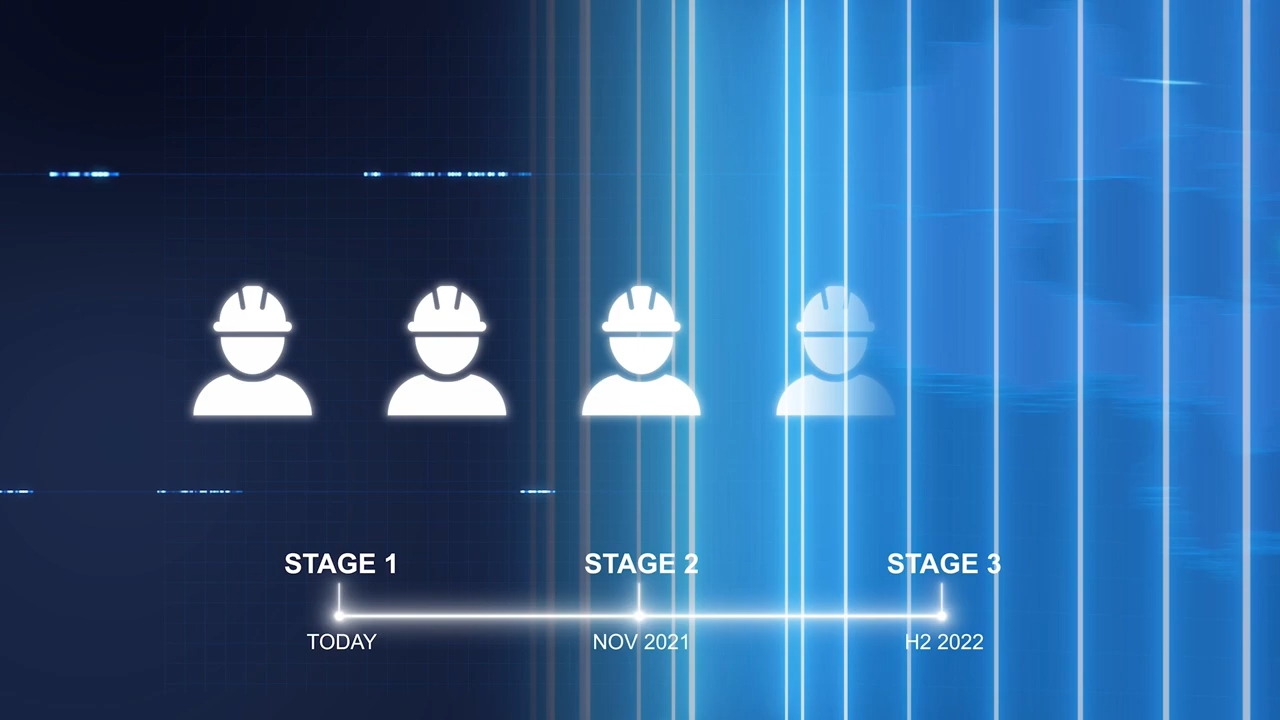 STAGE 1
STAGE 2
STAGE 3
TODAY
NOV 2021
H2 2022